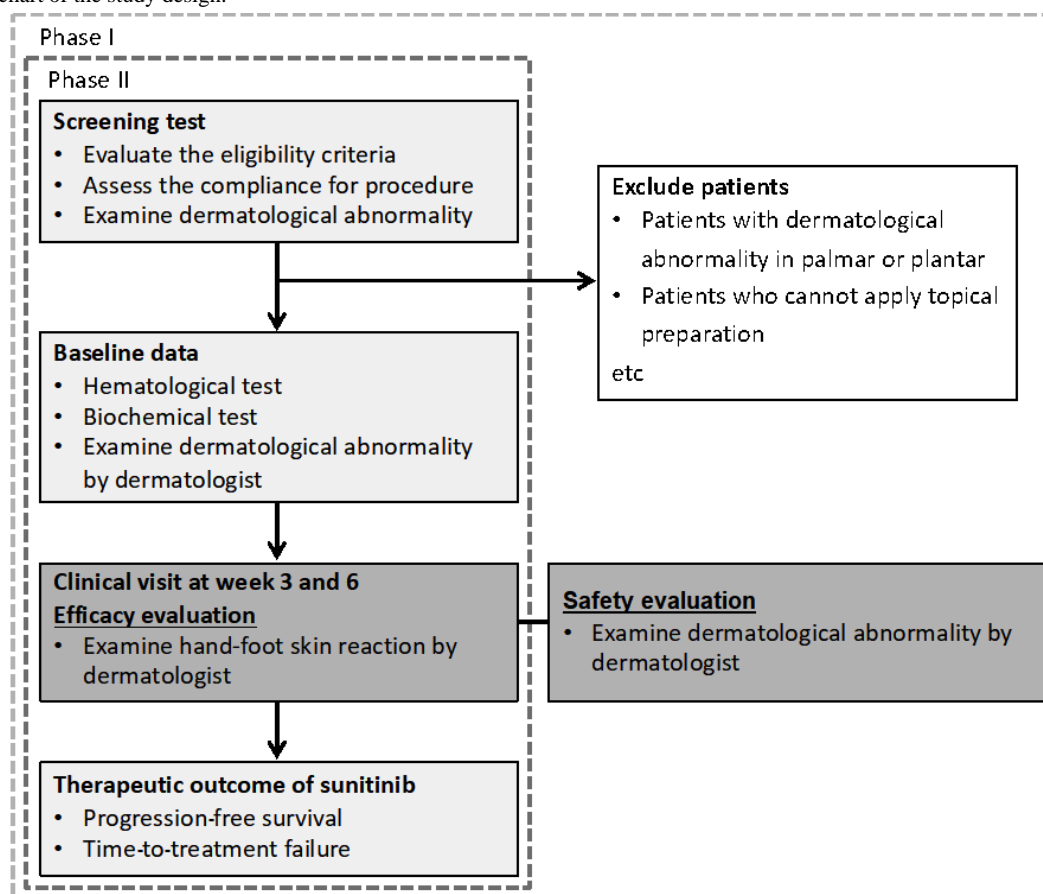 chart of the study design.
Phase I
Phase II
Screening test
• Evaluate the eligibility criteria
• Assess the compliance for procedure
• Examine dermatological abnormality
Exclude patients
• Patients with dermatological
abnormality in palmar or plantar
• Patients who cannot apply topical
preparation
etc
Baseline data
• Hematological test
• Biochemical test
• Examine dermatological abnormality
by dermatologist
Clinical visit at week 3 and 6
Efficacy evaluation
• Examine hand-foot skin reaction by
dermatologist
Safety evaluation
• Examine dermatological abnormality by
dermatologist
Therapeutic outcome of sunitinib
• Progression-free survival
• Time-to-treatment failure